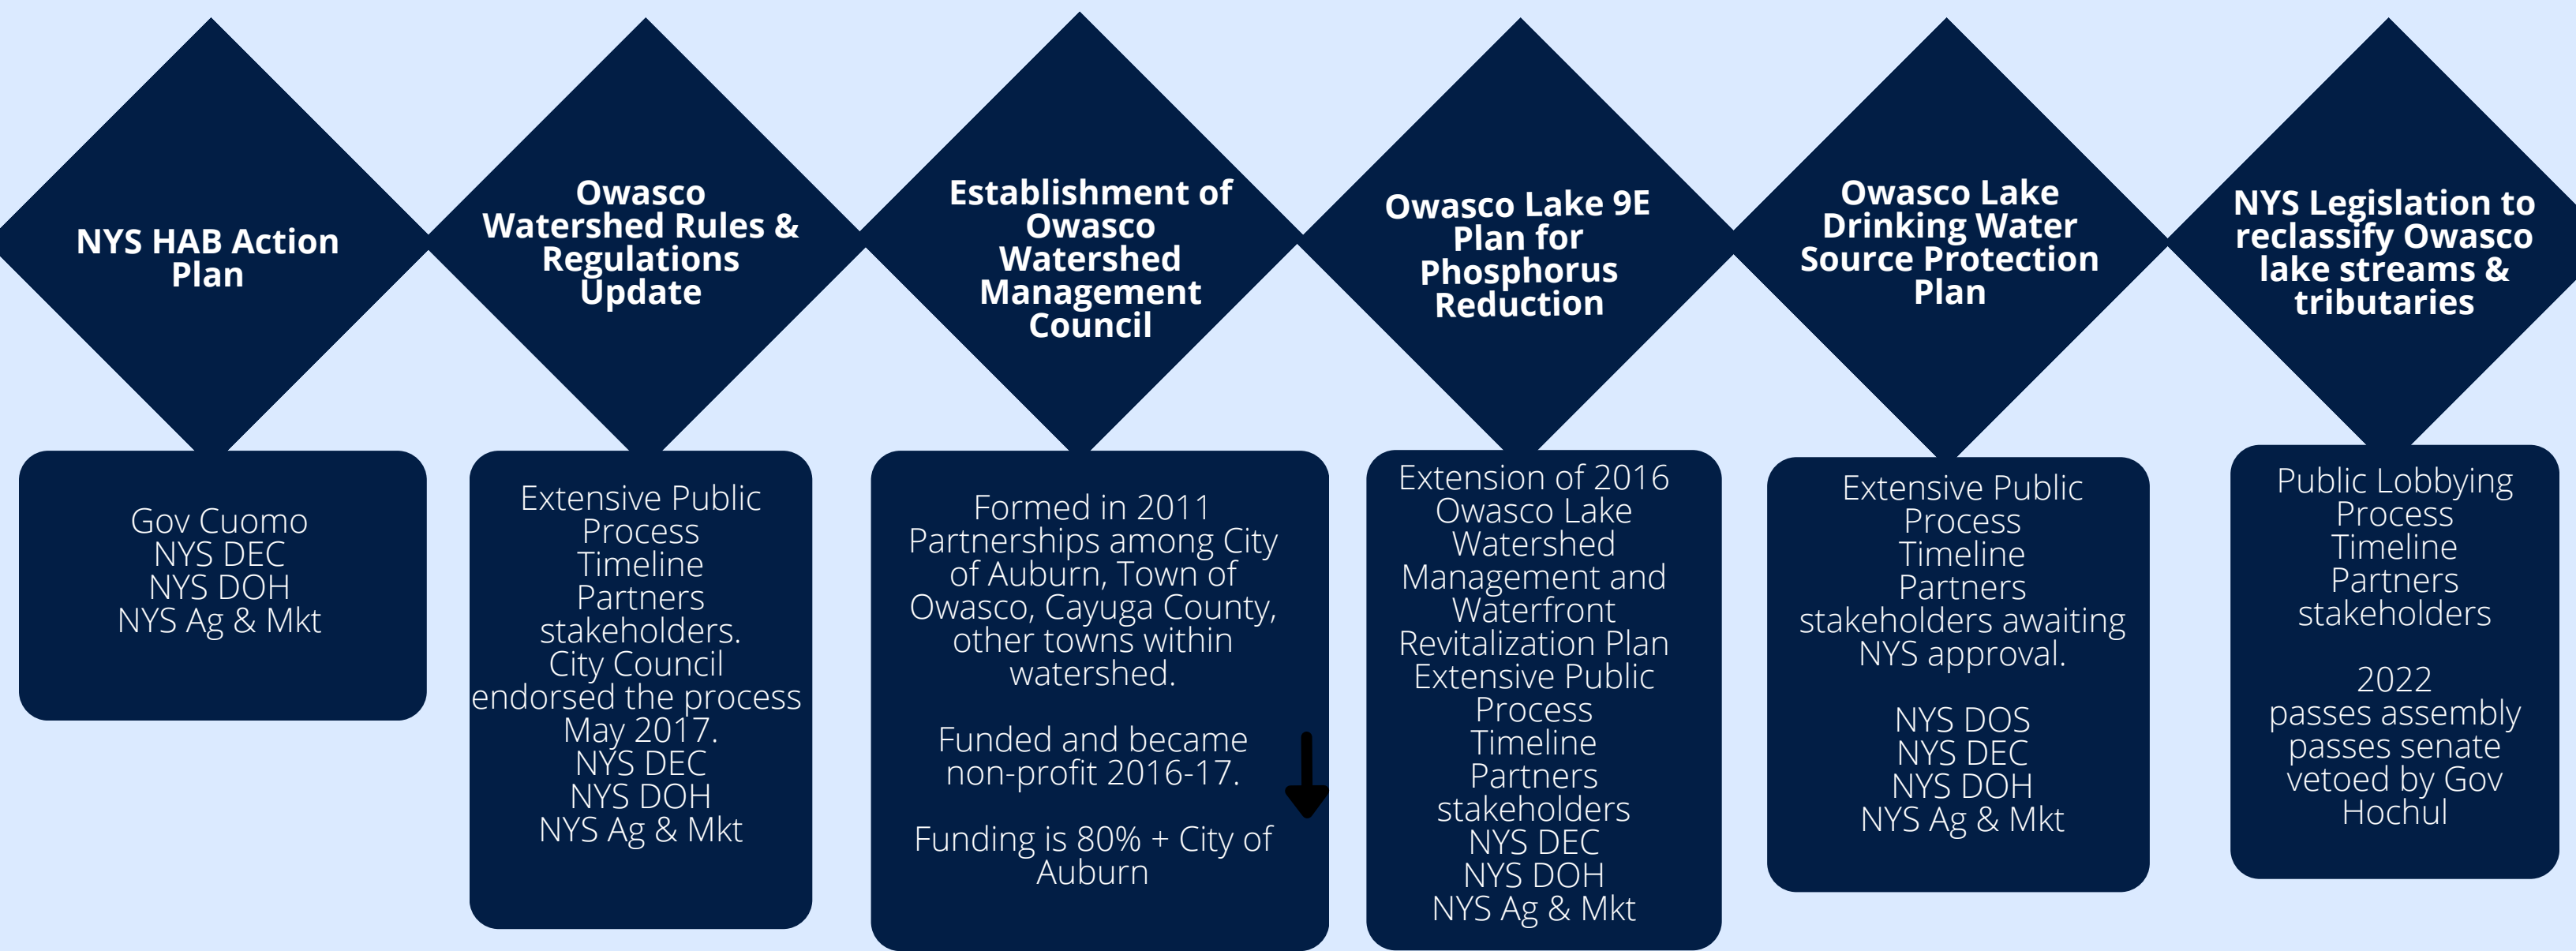 NYS HAB Action
Plan
Gov Cuomo
NYS DEC
NYS DOH
NYS Ag & Mkt
Owasco
Watershed Rules &
Regulations
Update
Extensive Public
Process
Timeline
Partners
stakeholders.
City Council
endorsed the process
May 2017.
NYS DEC
NYS DOH
NYS Ag & Mkt
Establishment of
Owasco
Watershed
Management
Council
Formed in 2011
Partnerships among City
of Auburn, Town of
Owasco, Cayuga County,
other towns within
watershed.
Funded and became
non-profit 2016-17.
Funding is 80% + City of
Auburn
Owasco Lake 9E
Plan for
Phosphorus
Reduction
Extension of 2016
Owasco Lake
Watershed
Management and
Waterfront
Revitalization Plan
Extensive Public
Process
Timeline
Partners
stakeholders
NYS DEC
NYS DOH
NYS Ag & Mkt
Owasco Lake
Drinking Water
Source Protection
Plan
Extensive Public
Process
Timeline
Partners
stakeholders awaiting
NYS approval.
NYS DOS
NYS DEC
NYS DOH
NYS Ag & Mkt
NYS Legislation to
reclassify Owasco
lake streams &
tributaries
Public Lobbying
Process
Timeline
Partners
stakeholders
2022
passes assembly
passes senate
vetoed by Gov
Hochul